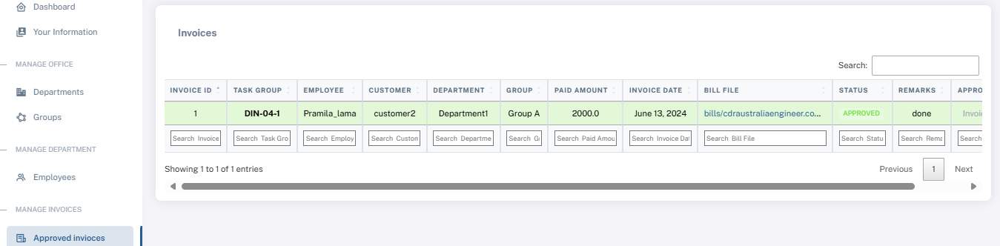 Dashboard
Your Information
MANAGE OFFICE
Departments
Groups
MANAGE DEPARTMENT
Employees
MANAGE INVOICES
Approved invioces
Invoices
Search:
INVOICE ID TASK GROUP EMPLOYEE CUSTOMER DEPARTMENT GROUP PAID AMOUNT INVOICE DATE BILL FILE STATUS REMARKS APPRO
1 DIN-04-1 Pramila_lama customer2 Department1 Group A 2000.0 June 13, 2024 bills/cdraustraliaengineer.co... APPROVED done Invoi
Search Invoice Search Task Gro Search Employ Search Custom Search Departme Search Gr Search Paid Amou Search Invoice Dat Search Bill File Search Statu Search Rema Search
Showing 1 to 1 of 1 entries
Previous 1 Next